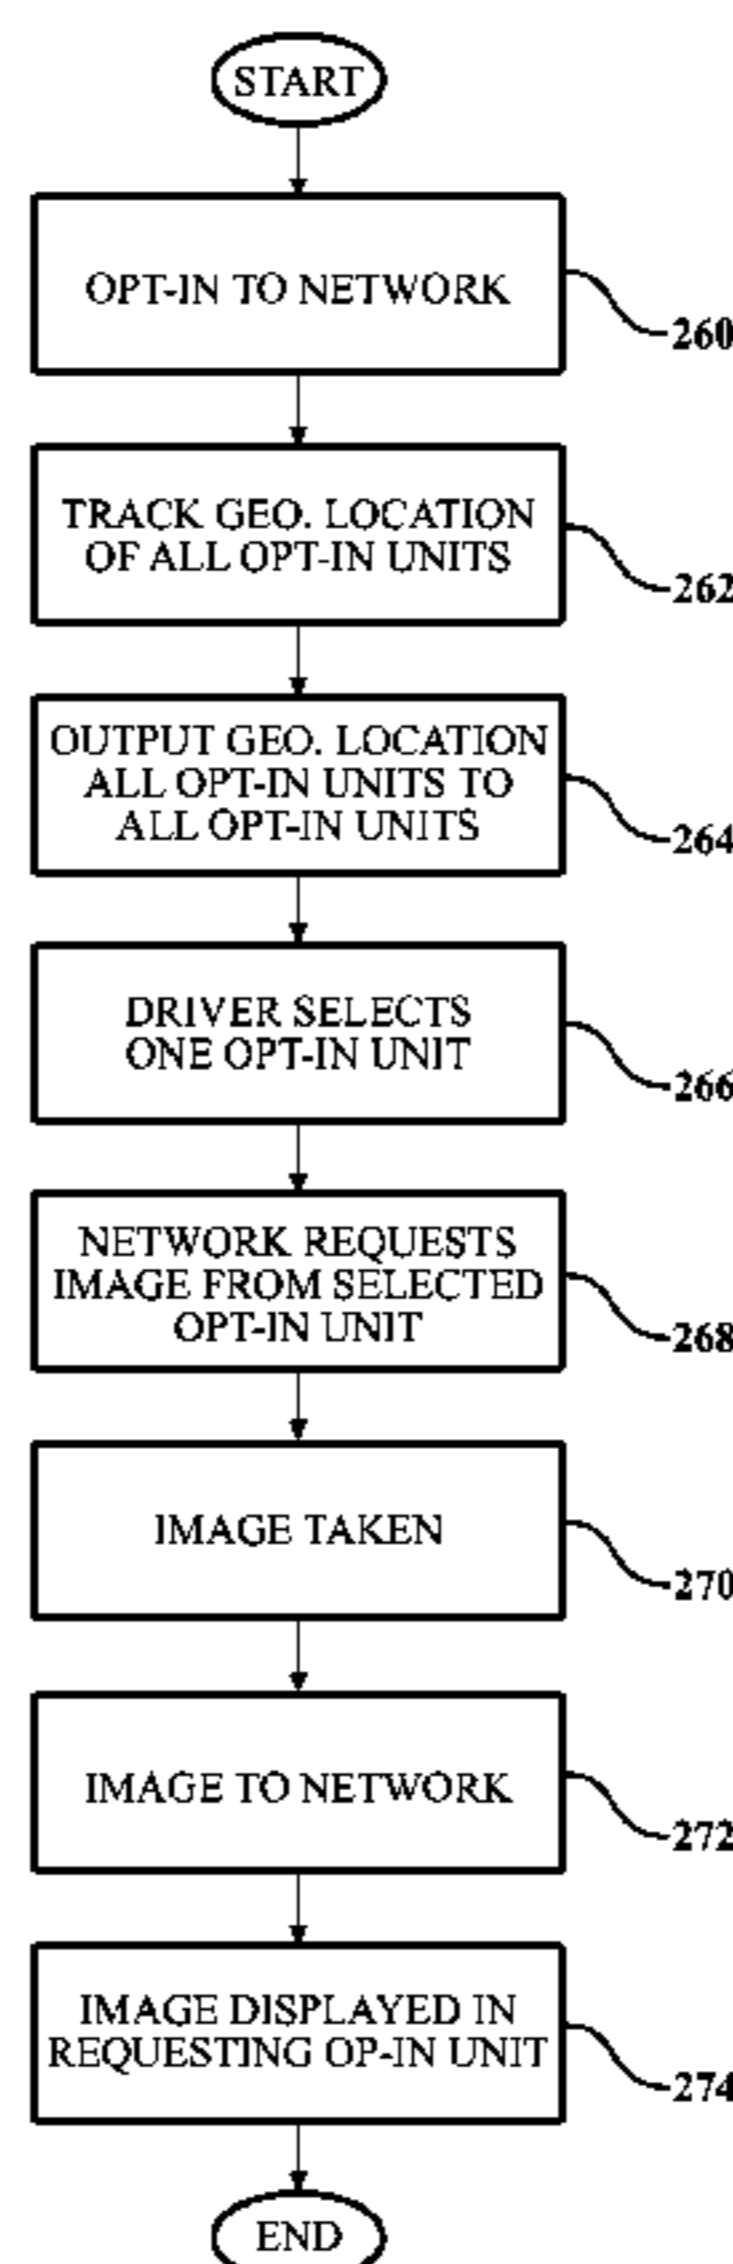 START
OPT-IN TO NETWORK
260
TRACK GEO. LOCATION
OF ALL OPT-IN UNITS
262
OUTPUT GEO. LOCATION
ALL OPT-IN UNITS TO
ALL OPT-IN UNITS
264
DRIVER SELECTS
ONE OPT-IN UNIT
266
NETWORK REQUESTS
IMAGE FROM SELECTED
OPT-IN UNIT
268
IMAGE TAKEN
270
IMAGE TO NETWORK
272
IMAGE DISPLAYED IN
REQUESTING OP-IN UNIT
274
END